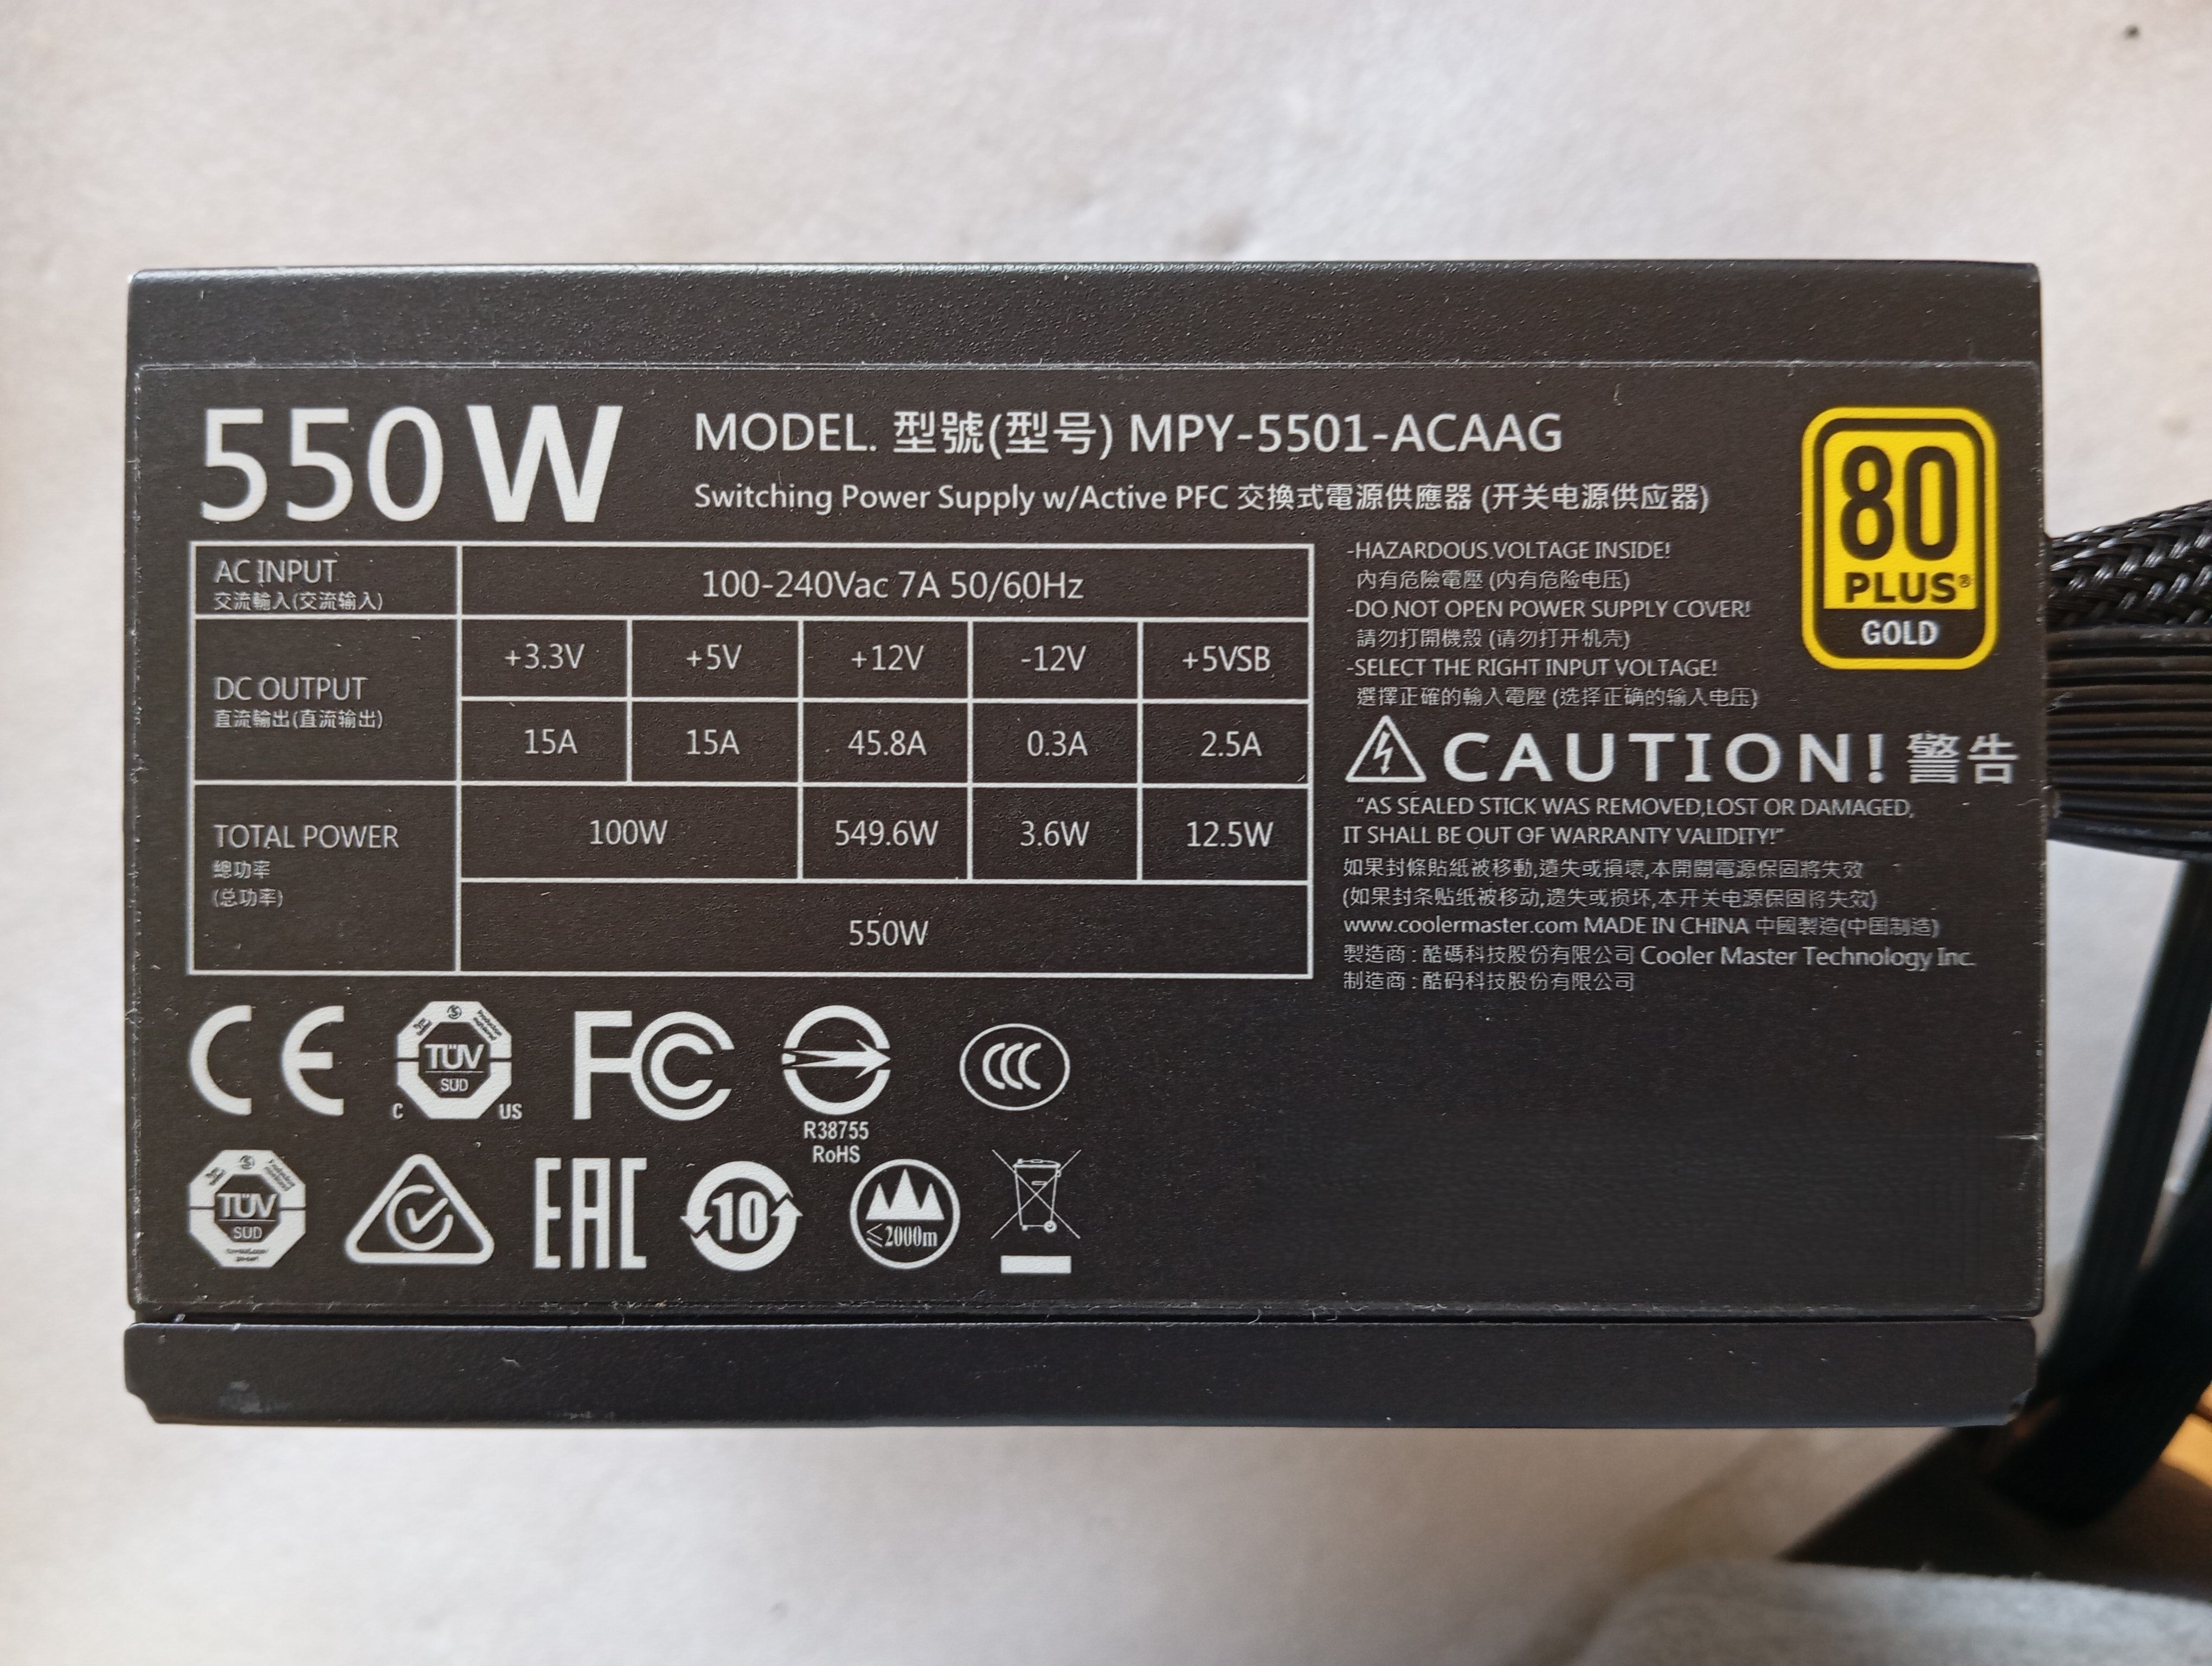 550W
MODEL. 型號(型号) MPY-5501-ACAAG
Switching Power Supply w/Active PFC 交換式電源供應器 (开关电源供应器)
80
PLUS®
GOLD
AC INPUT
交流輸入(交流输入)
100-240Vac 7A 50/60Hz
DC OUTPUT
直流輸出(直流输出)
+3.3V +5V +12V -12V +5VSB
15A 15A 45.8A 0.3A 2.5A
TOTAL POWER
總功率
(总功率)
100W 549.6W 3.6W 12.5W
550W
-HAZARDOUS VOLTAGE INSIDE!
內有危險電壓 (内有危险电压)
-DO NOT OPEN POWER SUPPLY COVER!
請勿打開機殼 (请勿打开机壳)
-SELECT THE RIGHT INPUT VOLTAGE!
選擇正確的輸入電壓 (选择正确的输入电压)
CAUTION! 警告
"AS SEALED STICK WAS REMOVED,LOST OR DAMAGED,
IT SHALL BE OUT OF WARRANTY VALIDITY!"
如果封條貼紙被移動,遺失或損壞,本開關電源保固將失效
(如果封条贴纸被移动,遗失或损坏,本开关电源保固将失效)
www.coolermaster.com MADE IN CHINA 中國製造(中国制造)
製造商 : 酷碼科技股份有限公司 Cooler Master Technology Inc.
制造商 : 酷码科技股份有限公司
CE
TÜV
SÜD
C US
FC
R38755
RoHS
CCC
TÜV
SÜD
EAC
10
≤2000m